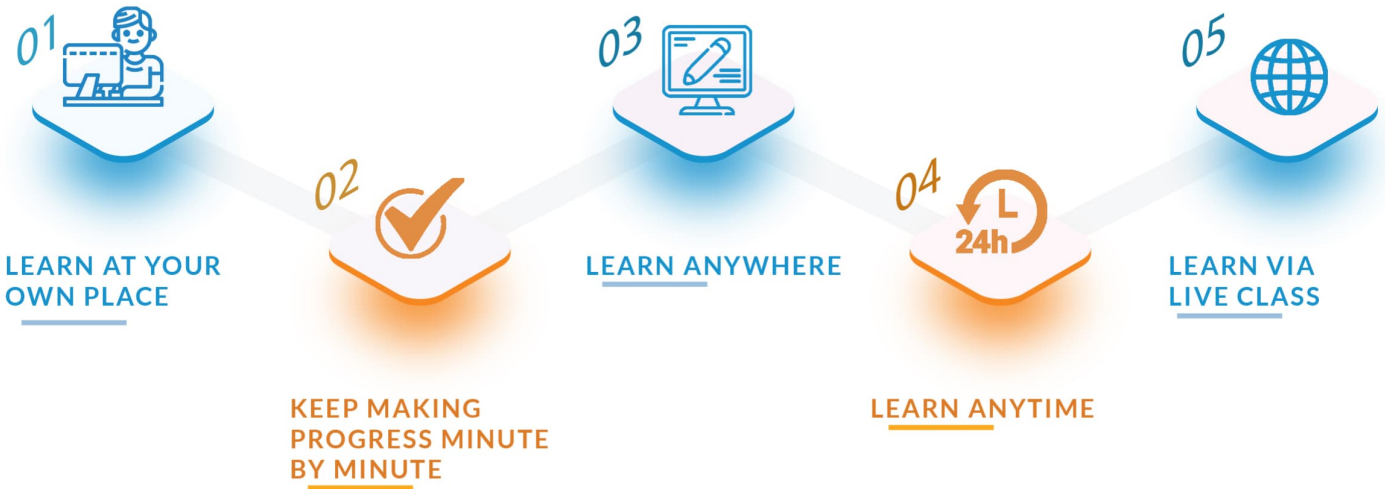 01
LEARN AT YOUR
OWN PLACE
02
KEEP MAKING
PROGRESS MINUTE
BY MINUTE
03
LEARN ANYWHERE
04
24h
LEARN ANYTIME
05
LEARN VIA
LIVE CLASS